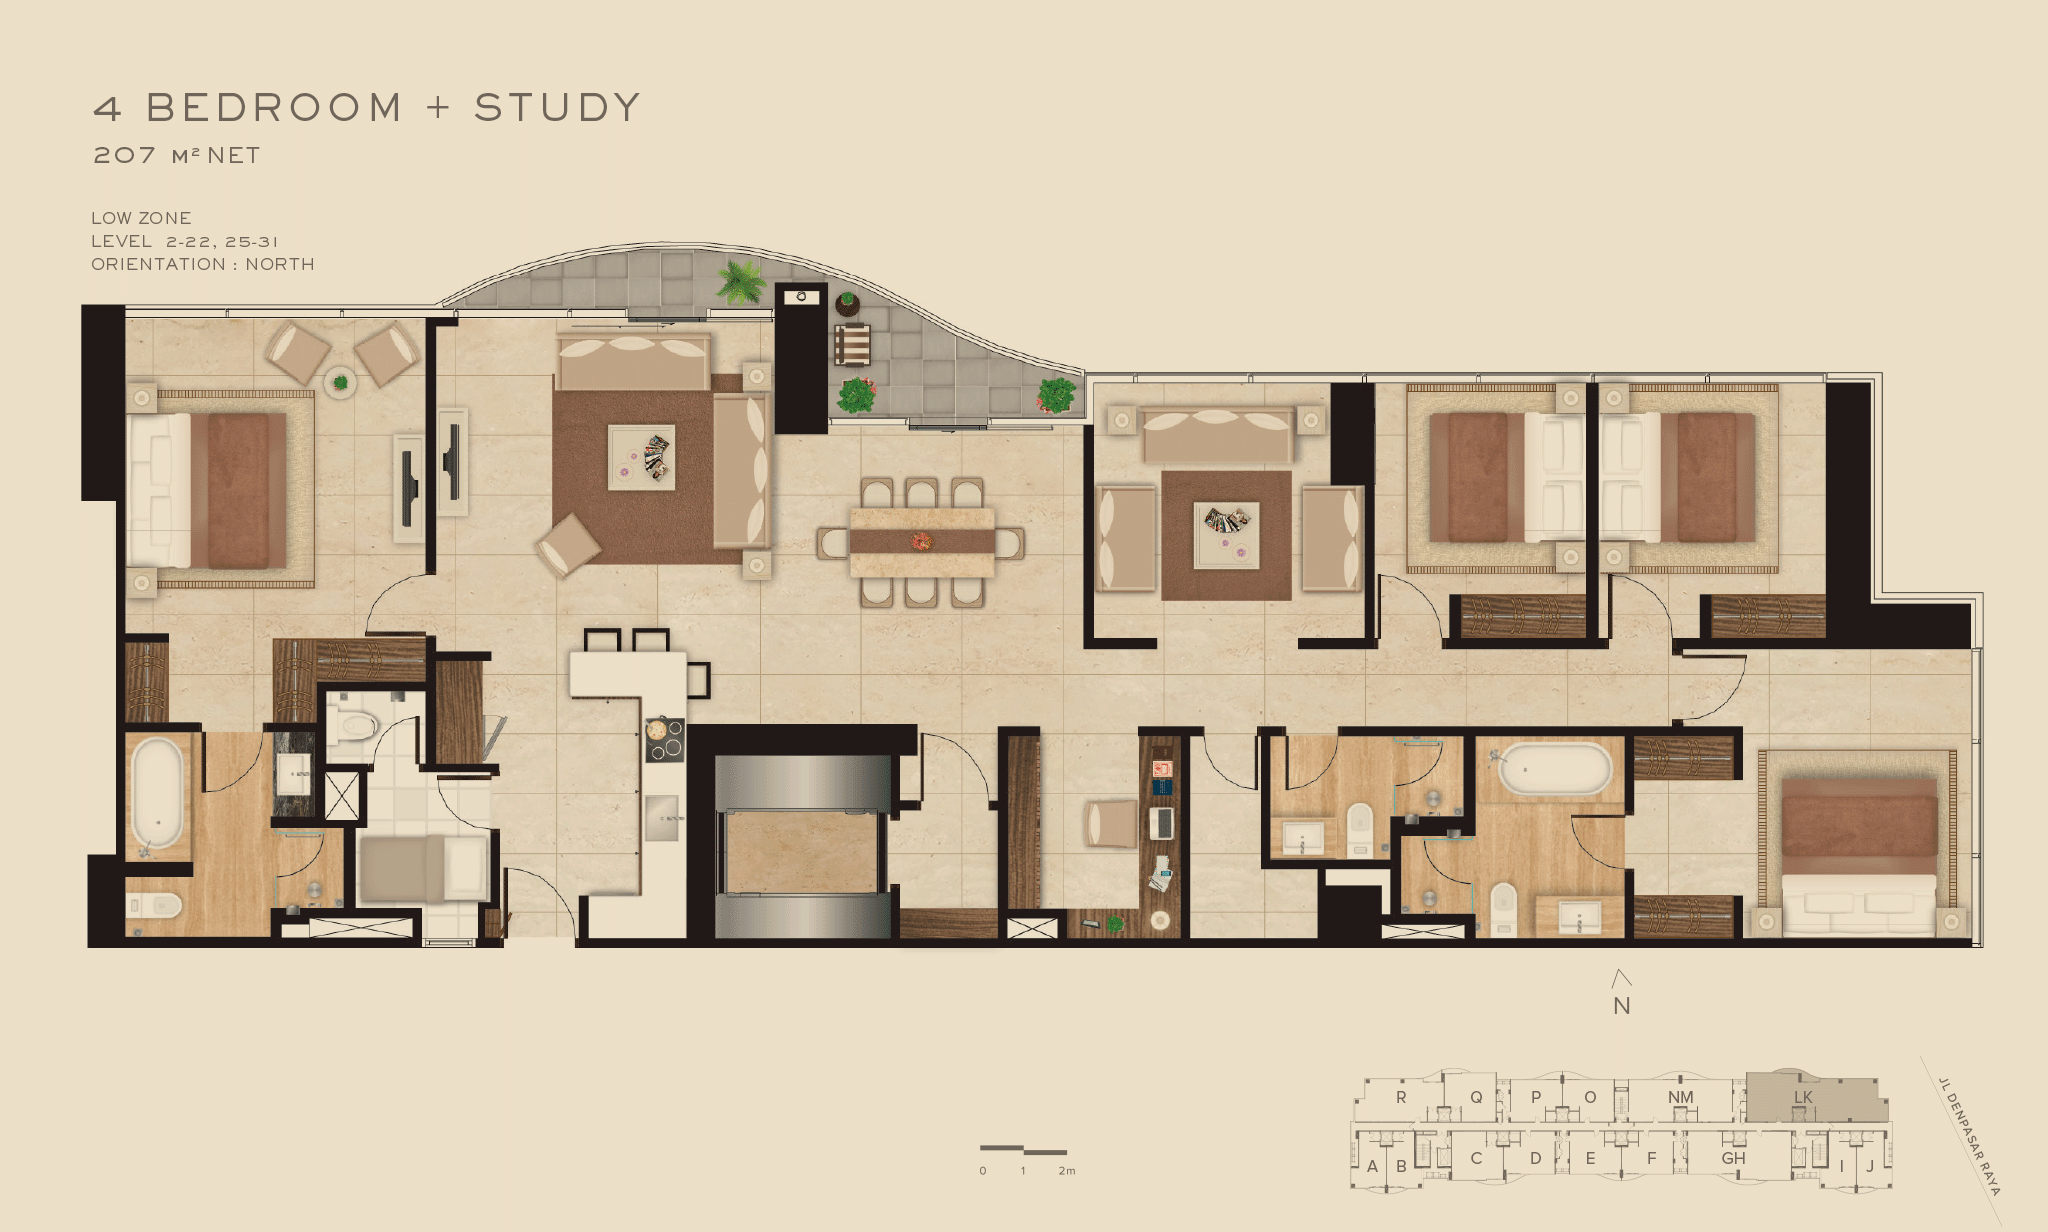 4 BEDROOM + STUDY
207 M² NET
LOW ZONE
LEVEL 2-22, 25-31
ORIENTATION : NORTH
N
R Q P O NM LK
A B C D E F GH I J
JL DENPASAR RAYA
0 1 2m